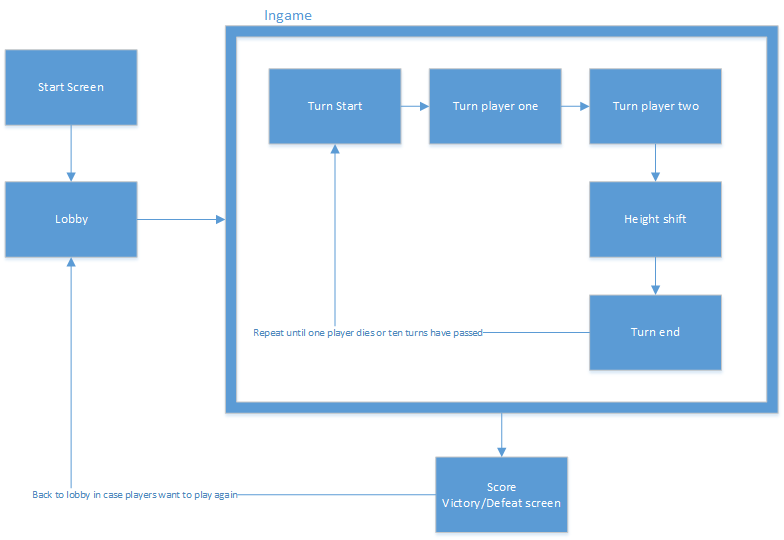 Ingame
Start Screen
Turn Start
Turn player one
Turn player two
Lobby
Height shift
Repeat until one player dies or ten turns have passed
Turn end
Score
Victory/Defeat screen
Back to lobby in case players want to play again